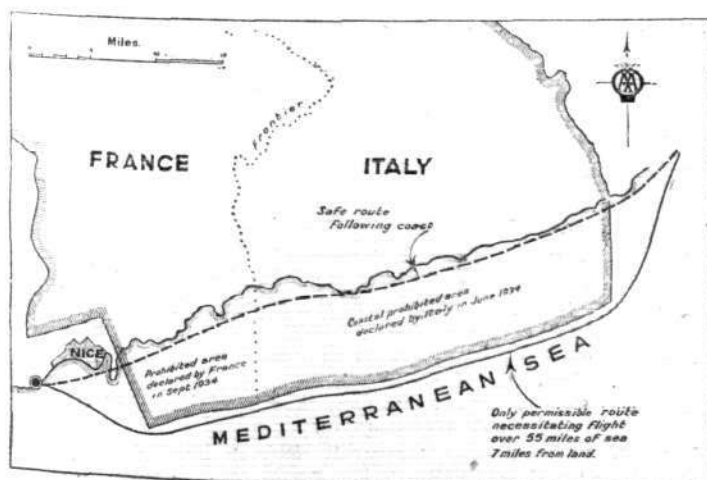 Miles.
FRANCE
Frontier
ITALY
AA
Safe route
following coast
Coastal prohibited area
declared by Italy in June 1934
NICE
Prohibited area
declared by France
in Sept 1934
MEDITERRANEAN SEA
Only permissible route
necessitating flight
over 55 miles of sea
7 miles from land.